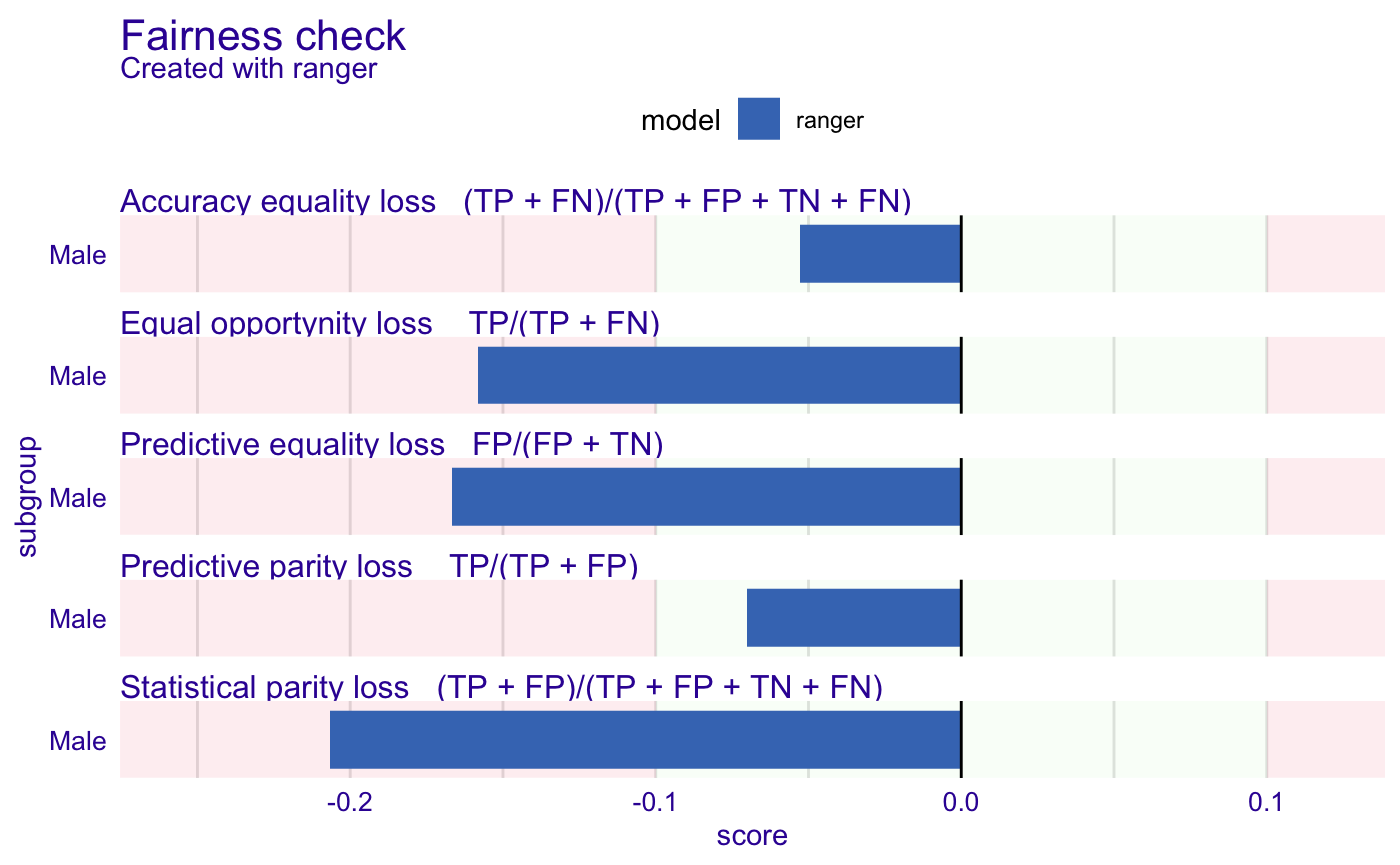 Fairness check
Created with ranger
model ranger
Accuracy equality loss (TP + FN)/(TP + FP + TN + FN)
Male
Equal opportynity loss TP/(TP + FN)
Male
Predictive equality loss FP/(FP + TN)
Male
Predictive parity loss TP/(TP + FP)
Male
Statistical parity loss (TP + FP)/(TP + FP + TN + FN)
Male
subgroup
-0.2 -0.1 0.0 0.1
score